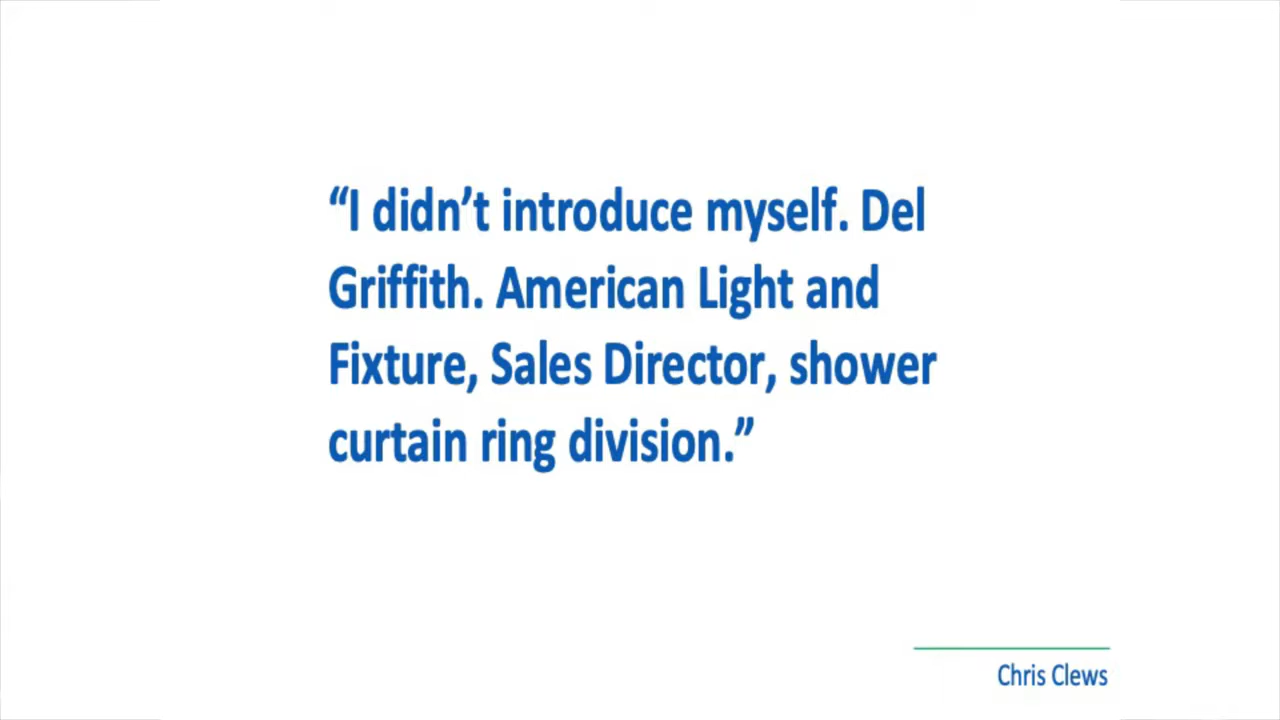 “I didn’t introduce myself. Del
Griffith. American Light and
Fixture, Sales Director, shower
curtain ring division.”
Chris Clews